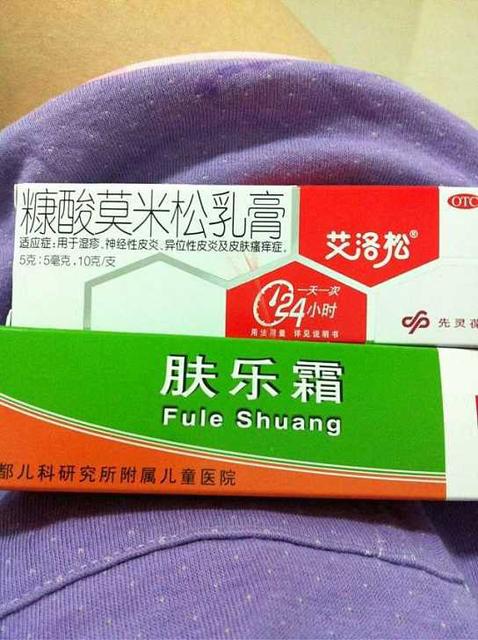 糠酸莫米松乳膏
适应症:用于湿疹、神经性皮炎、异位性皮炎及皮肤瘙痒症。
5克:5毫克,10克/支
OTC
艾洛松®
一天一次
24小时
用法用量 详见说明书
先灵葆
肤乐霜
Fule Shuang
都儿科研究所附属儿童医院